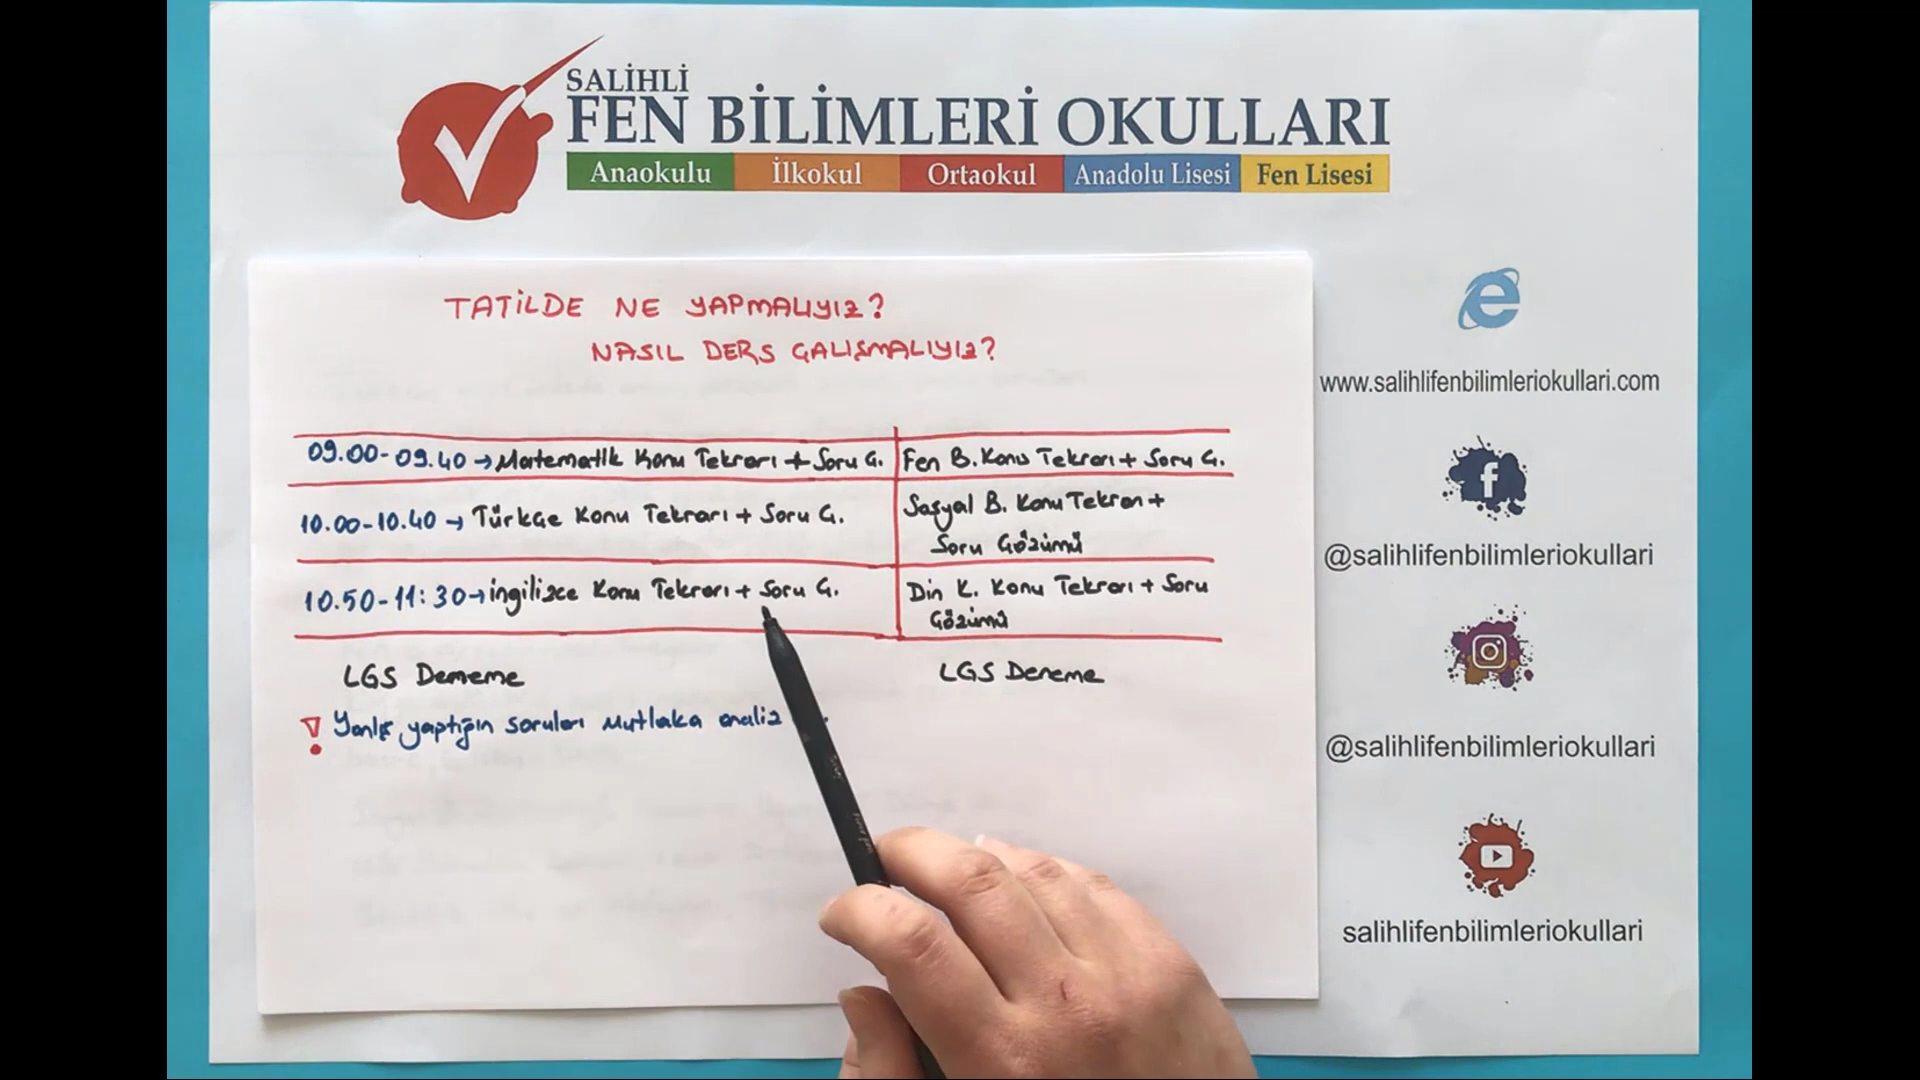 SALİHLİ
FEN BİLİMLERİ OKULLARI
Anaokulu İlkokul Ortaokul Anadolu Lisesi Fen Lisesi
TATİLDE NE YAPMALIYIZ?
NASIL DERS ÇALIŞMALIYIZ?
09.00-09.40 → Matematik Konu Tekrarı + Soru Ç.
Fen B. Konu Tekrarı + Soru Ç.
10.00-10.40 → Türkçe Konu Tekrarı + Soru Ç.
Sosyal B. Konu Tekrarı +
Soru Çözümü
10.50-11:30 → İngilizce Konu Tekrarı + Soru Ç.
Din K. Konu Tekrarı + Soru
Çözümü
LGS Deneme
LGS Deneme
! Yanlış yaptığın soruları mutlaka analiz
www.salihlifenbilimleriokullari.com
@salihlifenbilimleriokullari
@salihlifenbilimleriokullari
salihlifenbilimleriokullari